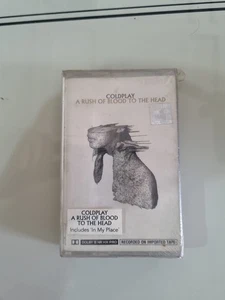 COLDPLAY
A RUSH OF BLOOD TO THE HEAD
COLDPLAY
A RUSH OF BLOOD
TO THE HEAD
Includes 'In My Place'
RECORDED ON IMPORTED TAPE